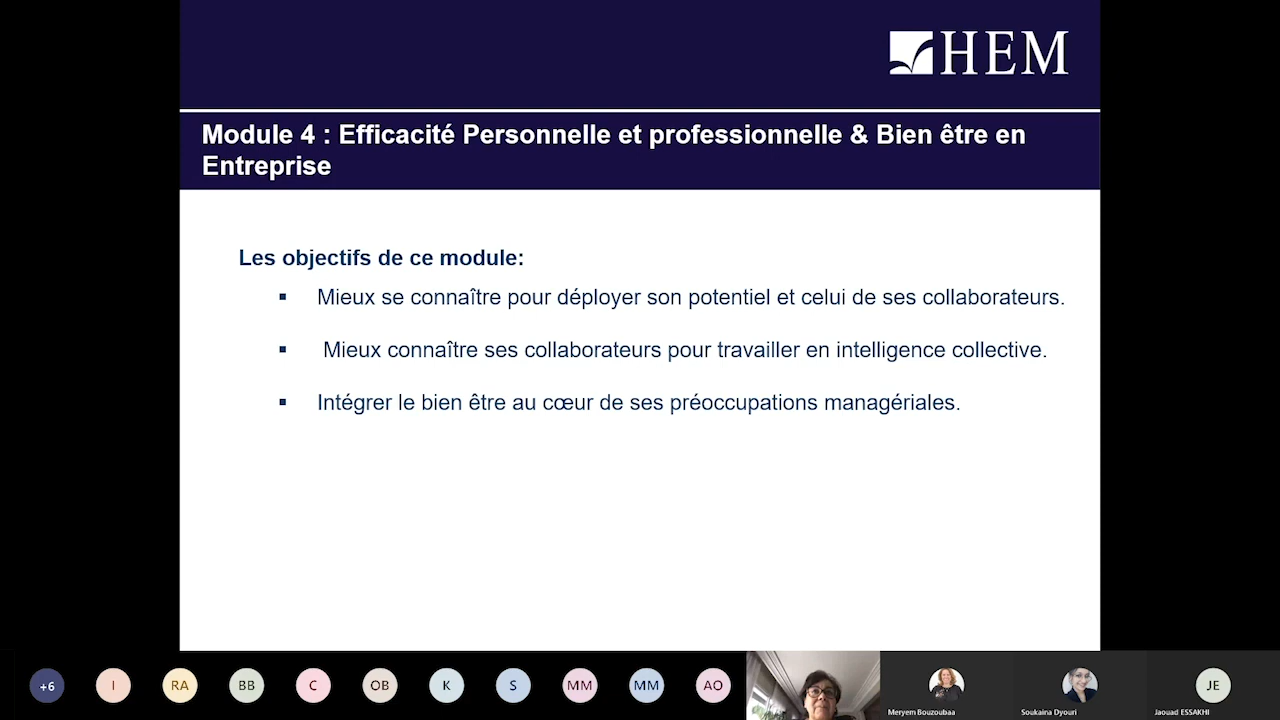 HEM
Module 4 : Efficacité Personnelle et professionnelle & Bien être en
Entreprise
Les objectifs de ce module:
▪ Mieux se connaître pour déployer son potentiel et celui de ses collaborateurs.
▪ Mieux connaître ses collaborateurs pour travailler en intelligence collective.
▪ Intégrer le bien être au cœur de ses préoccupations managériales.
+6 I RA BB C OB K S MM MM AO JE
Meryem Bouzoubaa Soukaina Dyouri Jaouad ESSAKHI